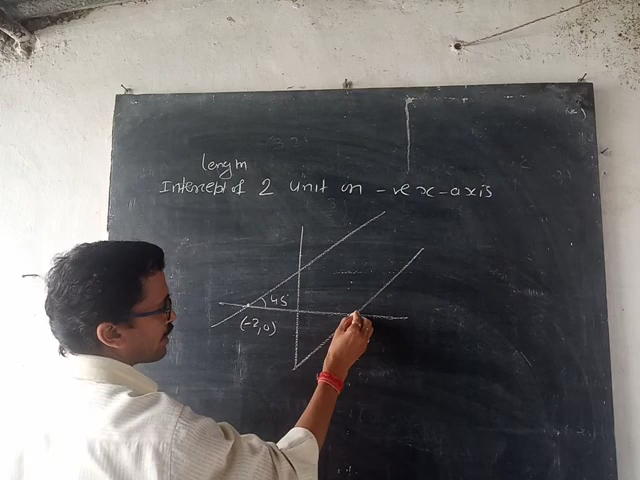 length
Intercept of 2 unit on -ve x-axis
45
(-2,0)